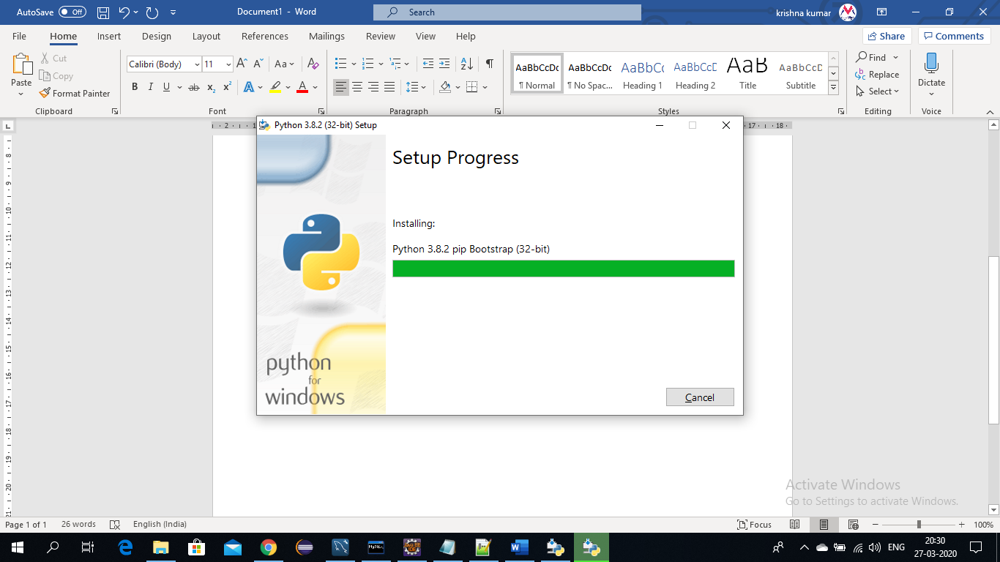 AutoSave Off Document1 - Word Search krishna kumar
File Home Insert Design Layout References Mailings Review View Help Share Comments
Paste Cut Copy Format Painter
Calibri (Body) 11 Aa
B I U ab x₂ x² A A
AaBbCcDc AaBbCcDc AaBbCc AaBbCcD AaB AaBbCcD
¶ Normal ¶ No Spac... Heading 1 Heading 2 Title Subtitle
Find Replace Select Dictate
Clipboard Font Paragraph Styles Editing Voice
Python 3.8.2 (32-bit) Setup
Setup Progress
Installing:
Python 3.8.2 pip Bootstrap (32-bit)
python
for
windows
Cancel
Activate Windows
Go to Settings to activate Windows.
Page 1 of 1 26 words English (India) Focus 100%
ENG 20:30
27-03-2020